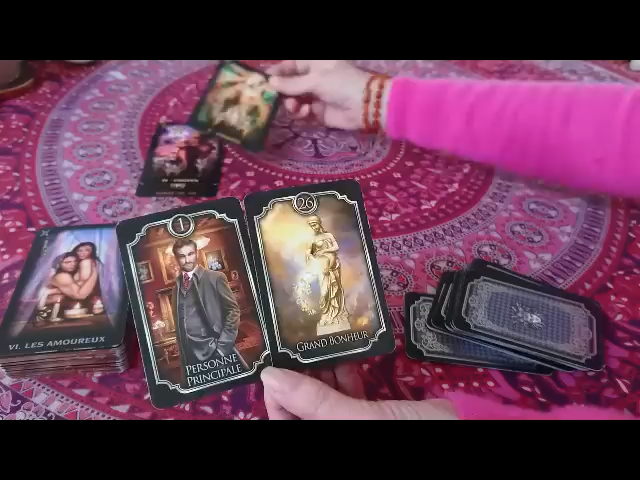 1
PERSONNE
PRINCIPALE
26
GRAND BONHEUR
VI. LES AMOUREUX